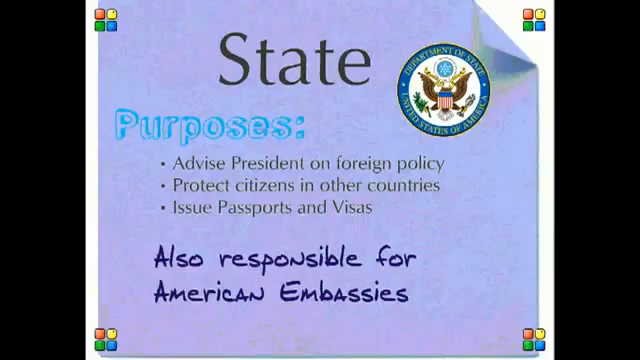 State
DEPARTMENT OF STATE
UNITED STATES OF AMERICA
Purposes:
• Advise President on foreign policy
• Protect citizens in other countries
• Issue Passports and Visas
Also responsible for
American Embassies